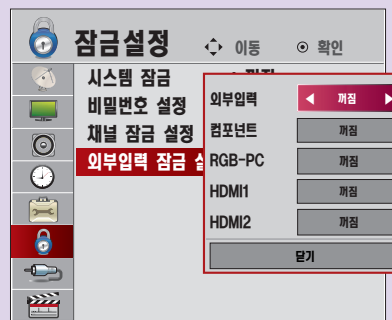 잠금설정 이동 확인
시스템 잠금
비밀번호 설정
채널 잠금 설정
외부입력 잠금
외부입력 ◀ 꺼짐 ▶
컴포넌트 꺼짐
RGB-PC 꺼짐
HDMI1 꺼짐
HDMI2 꺼짐
닫기